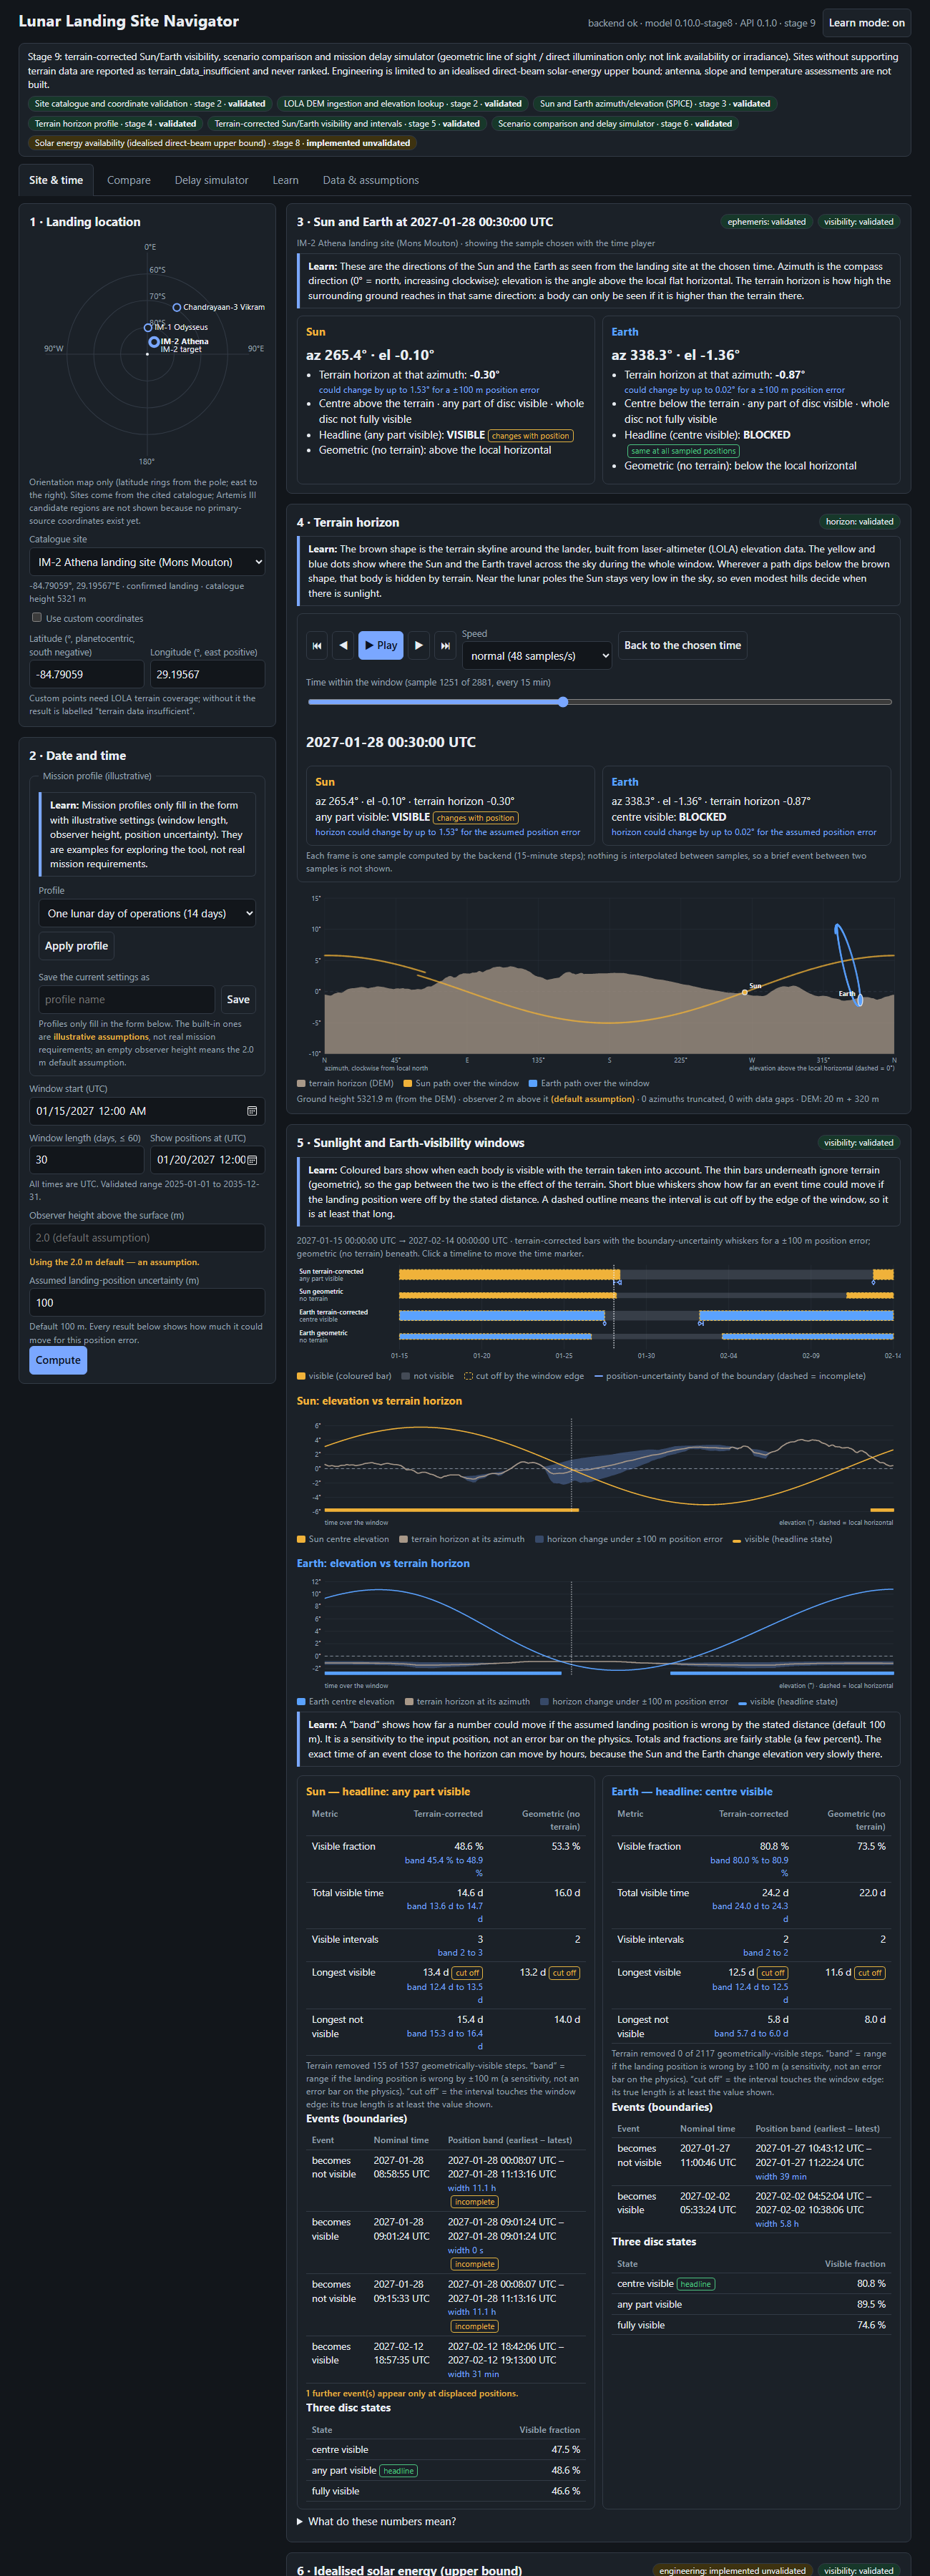 Lunar Landing Site Navigator
backend ok · model 0.10.0-stage8 · API 0.1.0 · stage 9
Learn mode: on
Stage 9: terrain-corrected Sun/Earth visibility, scenario comparison and mission delay simulator (geometric line of sight / direct illumination only; not link availability or irradiance). Sites without supporting
terrain data are reported as terrain_data_insufficient and never ranked. Engineering is limited to an idealised direct-beam solar-energy upper bound; antenna, slope and temperature assessments are not
built.
Site catalogue and coordinate validation · stage 2 · validated
LOLA DEM ingestion and elevation lookup · stage 2 · validated
Sun and Earth azimuth/elevation (SPICE) · stage 3 · validated
Terrain horizon profile · stage 4 · validated
Terrain-corrected Sun/Earth visibility and intervals · stage 5 · validated
Scenario comparison and delay simulator · stage 6 · validated
Solar energy availability (idealised direct-beam upper bound) · stage 8 · implemented unvalidated
Site & time
Compare
Delay simulator
Learn
Data & assumptions
1 · Landing location
0°E
60°S
70°S
Chandrayaan-3 Vikram
80°S
IM-1 Odysseus
IM-2 Athena
IM-2 target
90°W
90°E
180°
Orientation map only (latitude rings from the pole; east to
the right). Sites come from the cited catalogue; Artemis III
candidate regions are not shown because no primary-
source coordinates exist yet.
Catalogue site
IM-2 Athena landing site (Mons Mouton)
-84.79059°, 29.19567°E · confirmed landing · catalogue
height 5321 m
Use custom coordinates
Latitude (°, planetocentric,
south negative)
Longitude (°, east positive)
-84.79059
29.19567
Custom points need LOLA terrain coverage; without it the
result is labelled “terrain data insufficient”.
2 · Date and time
Mission profile (illustrative)
Learn: Mission profiles only fill in the form
with illustrative settings (window length,
observer height, position uncertainty). They
are examples for exploring the tool, not real
mission requirements.
Profile
One lunar day of operations (14 days)
Apply profile
Save the current settings as
profile name
Save
Profiles only fill in the form below. The built-in ones
are illustrative assumptions, not real mission
requirements; an empty observer height means the 2.0
m default assumption.
Window start (UTC)
01/15/2027 12:00 AM
Window length (days, ≤ 60)
Show positions at (UTC)
30
01/20/2027 12:00
All times are UTC. Validated range 2025-01-01 to 2035-12-
31.
Observer height above the surface (m)
2.0 (default assumption)
Using the 2.0 m default — an assumption.
Assumed landing-position uncertainty (m)
100
Default 100 m. Every result below shows how much it could
move for this position error.
Compute
3 · Sun and Earth at 2027-01-28 00:30:00 UTC
ephemeris: validated
visibility: validated
IM-2 Athena landing site (Mons Mouton) · showing the sample chosen with the time player
Learn: These are the directions of the Sun and the Earth as seen from the landing site at the chosen time. Azimuth is the compass
direction (0° = north, increasing clockwise); elevation is the angle above the local flat horizontal. The terrain horizon is how high the
surrounding ground reaches in that same direction: a body can only be seen if it is higher than the terrain there.
Sun
az 265.4° · el -0.10°
Terrain horizon at that azimuth: -0.30°
could change by up to 1.53° for a ±100 m position error
Centre above the terrain · any part of disc visible · whole
disc not fully visible
Headline (any part visible): VISIBLE changes with position
Geometric (no terrain): above the local horizontal
Earth
az 338.3° · el -1.36°
Terrain horizon at that azimuth: -0.87°
could change by up to 0.02° for a ±100 m position error
Centre below the terrain · any part of disc visible · whole
disc not fully visible
Headline (centre visible): BLOCKED
same at all sampled positions
Geometric (no terrain): below the local horizontal
4 · Terrain horizon
horizon: validated
Learn: The brown shape is the terrain skyline around the lander, built from laser-altimeter (LOLA) elevation data. The yellow and
blue dots show where the Sun and the Earth travel across the sky during the whole window. Wherever a path dips below the brown
shape, that body is hidden by terrain. Near the lunar poles the Sun stays very low in the sky, so even modest hills decide when
there is sunlight.
Play
Speed
normal (48 samples/s)
Back to the chosen time
Time within the window (sample 1251 of 2881, every 15 min)
2027-01-28 00:30:00 UTC
Sun
az 265.4° · el -0.10° · terrain horizon -0.30°
any part visible: VISIBLE changes with position
horizon could change by up to 1.53° for the assumed position error
Earth
az 338.3° · el -1.36° · terrain horizon -0.87°
centre visible: BLOCKED
horizon could change by up to 0.02° for the assumed position error
Each frame is one sample computed by the backend (15-minute steps); nothing is interpolated between samples, so a brief event between two
samples is not shown.
15°
10°
5°
0°
-5°
-10°
Sun
Earth
N 45° E 135° S 225° W 315° N
azimuth, clockwise from local north
elevation above the local horizontal (dashed = 0°)
terrain horizon (DEM)
Sun path over the window
Earth path over the window
Ground height 5321.9 m (from the DEM) · observer 2 m above it (default assumption) · 0 azimuths truncated, 0 with data gaps · DEM: 20 m + 320 m
5 · Sunlight and Earth-visibility windows
visibility: validated
Learn: Coloured bars show when each body is visible with the terrain taken into account. The thin bars underneath ignore terrain
(geometric), so the gap between the two is the effect of the terrain. Short blue whiskers show how far an event time could move if
the landing position were off by the stated distance. A dashed outline means the interval is cut off by the edge of the window, so it
is at least that long.
2027-01-15 00:00:00 UTC → 2027-02-14 00:00:00 UTC · terrain-corrected bars with the boundary-uncertainty whiskers for a ±100 m position error;
geometric (no terrain) beneath. Click a timeline to move the time marker.
Sun terrain-corrected
any part visible
Sun geometric
no terrain
Earth terrain-corrected
centre visible
Earth geometric
no terrain
01-15 01-20 01-25 01-30 02-04 02-09 02-14
visible (coloured bar)
not visible
cut off by the window edge
position-uncertainty band of the boundary (dashed = incomplete)
Sun: elevation vs terrain horizon
6°
4°
2°
0°
-2°
-4°
-6°
time over the window
elevation (°) · dashed = local horizontal
Sun centre elevation
terrain horizon at its azimuth
horizon change under ±100 m position error
visible (headline state)
Earth: elevation vs terrain horizon
12°
10°
8°
6°
4°
2°
0°
-2°
time over the window
elevation (°) · dashed = local horizontal
Earth centre elevation
terrain horizon at its azimuth
horizon change under ±100 m position error
visible (headline state)
Learn: A “band” shows how far a number could move if the assumed landing position is wrong by the stated distance (default 100
m). It is a sensitivity to the input position, not an error bar on the physics. Totals and fractions are fairly stable (a few percent). The
exact time of an event close to the horizon can move by hours, because the Sun and the Earth change elevation very slowly there.
Sun — headline: any part visible
Metric Terrain-corrected Geometric (no
terrain)
Visible fraction 48.6 % 53.3 %
band 45.4 % to 48.9
%
Total visible time 14.6 d 16.0 d
band 13.6 d to 14.7
d
Visible intervals 3 2
band 2 to 3
Longest visible 13.4 d cut off 13.2 d cut off
band 12.4 d to 13.5
d
Longest not
visible 15.4 d 14.0 d
band 15.3 d to 16.4
d
Terrain removed 155 of 1537 geometrically-visible steps. “band” =
range if the landing position is wrong by ±100 m (a sensitivity, not an
error bar on the physics). “cut off” = the interval touches the window
edge: its true length is at least the value shown.
Events (boundaries)
Event Nominal time Position band (earliest – latest)
becomes
not visible
2027-01-28
08:58:55 UTC
2027-01-28 00:08:07 UTC –
2027-01-28 11:13:16 UTC
width 11.1 h
incomplete
becomes
visible
2027-01-28
09:01:24 UTC
2027-01-28 09:01:24 UTC –
2027-01-28 09:01:24 UTC
width 0 s
incomplete
becomes
not visible
2027-01-28
09:15:33 UTC
2027-01-28 00:08:07 UTC –
2027-01-28 11:13:16 UTC
width 11.1 h
incomplete
becomes
visible
2027-02-12
18:57:35 UTC
2027-02-12 18:42:06 UTC –
2027-02-12 19:13:00 UTC
width 31 min
1 further event(s) appear only at displaced positions.
Three disc states
State Visible fraction
centre visible 47.5 %
any part visible headline 48.6 %
fully visible 46.6 %
Earth — headline: centre visible
Metric Terrain-corrected Geometric (no
terrain)
Visible fraction 80.8 % 73.5 %
band 80.0 % to 80.9
%
Total visible time 24.2 d 22.0 d
band 24.0 d to 24.3
d
Visible intervals 2 2
band 2 to 2
Longest visible 12.5 d cut off 11.6 d cut off
band 12.4 d to 12.5
d
Longest not
visible 5.8 d 8.0 d
band 5.7 d to 6.0 d
Terrain removed 0 of 2117 geometrically-visible steps. “band” = range
if the landing position is wrong by ±100 m (a sensitivity, not an error
bar on the physics). “cut off” = the interval touches the window edge:
its true length is at least the value shown.
Events (boundaries)
Event Nominal time Position band (earliest – latest)
becomes
not visible
2027-01-27
11:00:46 UTC
2027-01-27 10:43:12 UTC –
2027-01-27 11:22:24 UTC
width 39 min
becomes
visible
2027-02-02
05:33:24 UTC
2027-02-02 04:52:04 UTC –
2027-02-02 10:38:06 UTC
width 5.8 h
Three disc states
State Visible fraction
centre visible headline 80.8 %
any part visible 89.5 %
fully visible 74.6 %
What do these numbers mean?
6 · Idealised solar energy (upper bound)
engineering: implemented unvalidated
visibility: validated